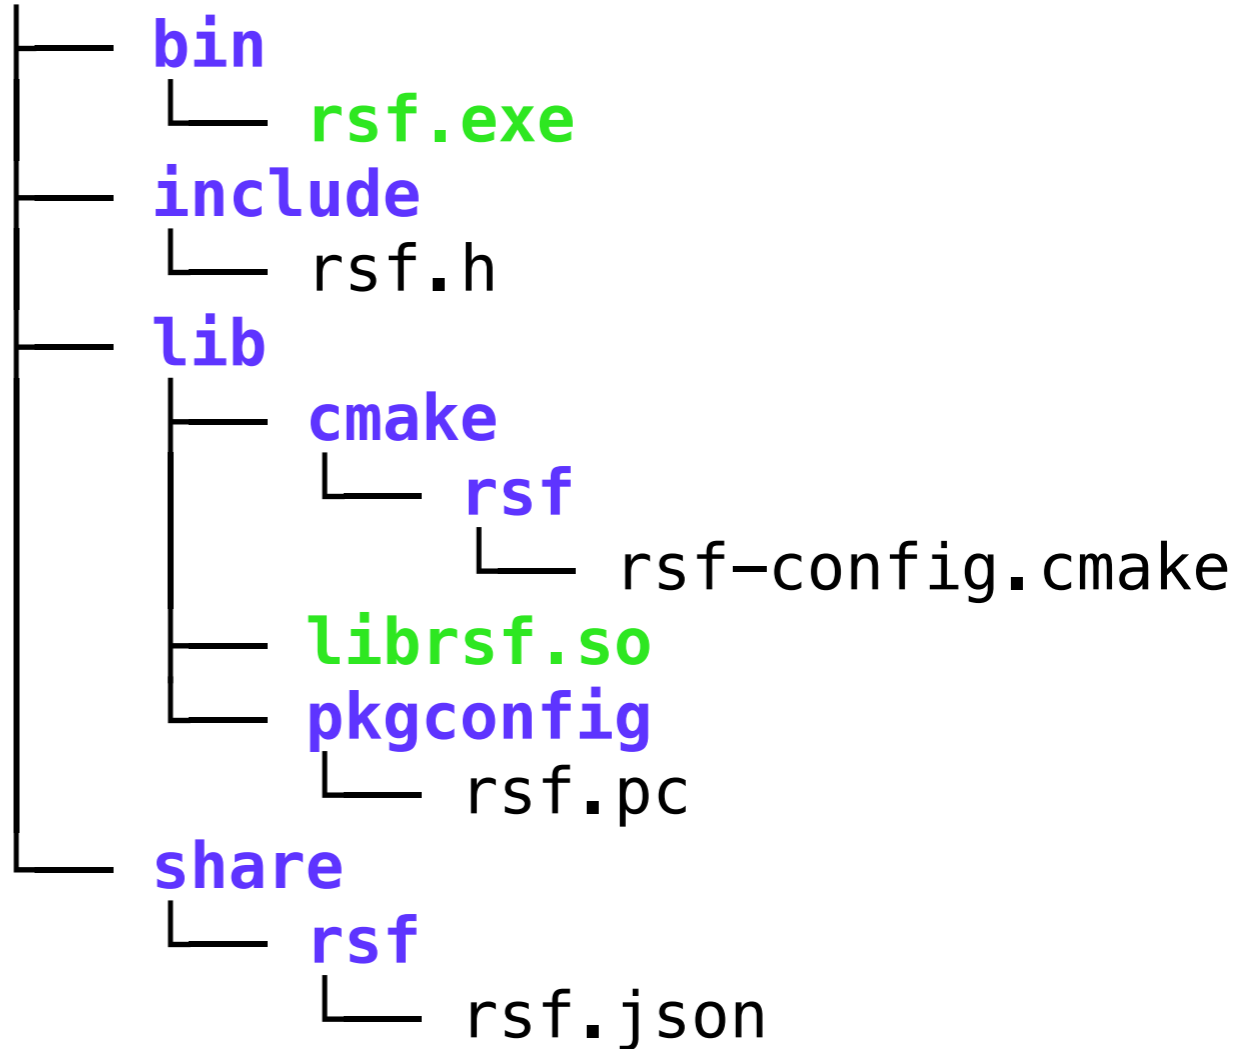 bin
rsf.exe
include
rsf.h
lib
cmake
rsf
rsf-config.cmake
librsf.so
pkgconfig
rsf.pc
share
rsf
rsf.json